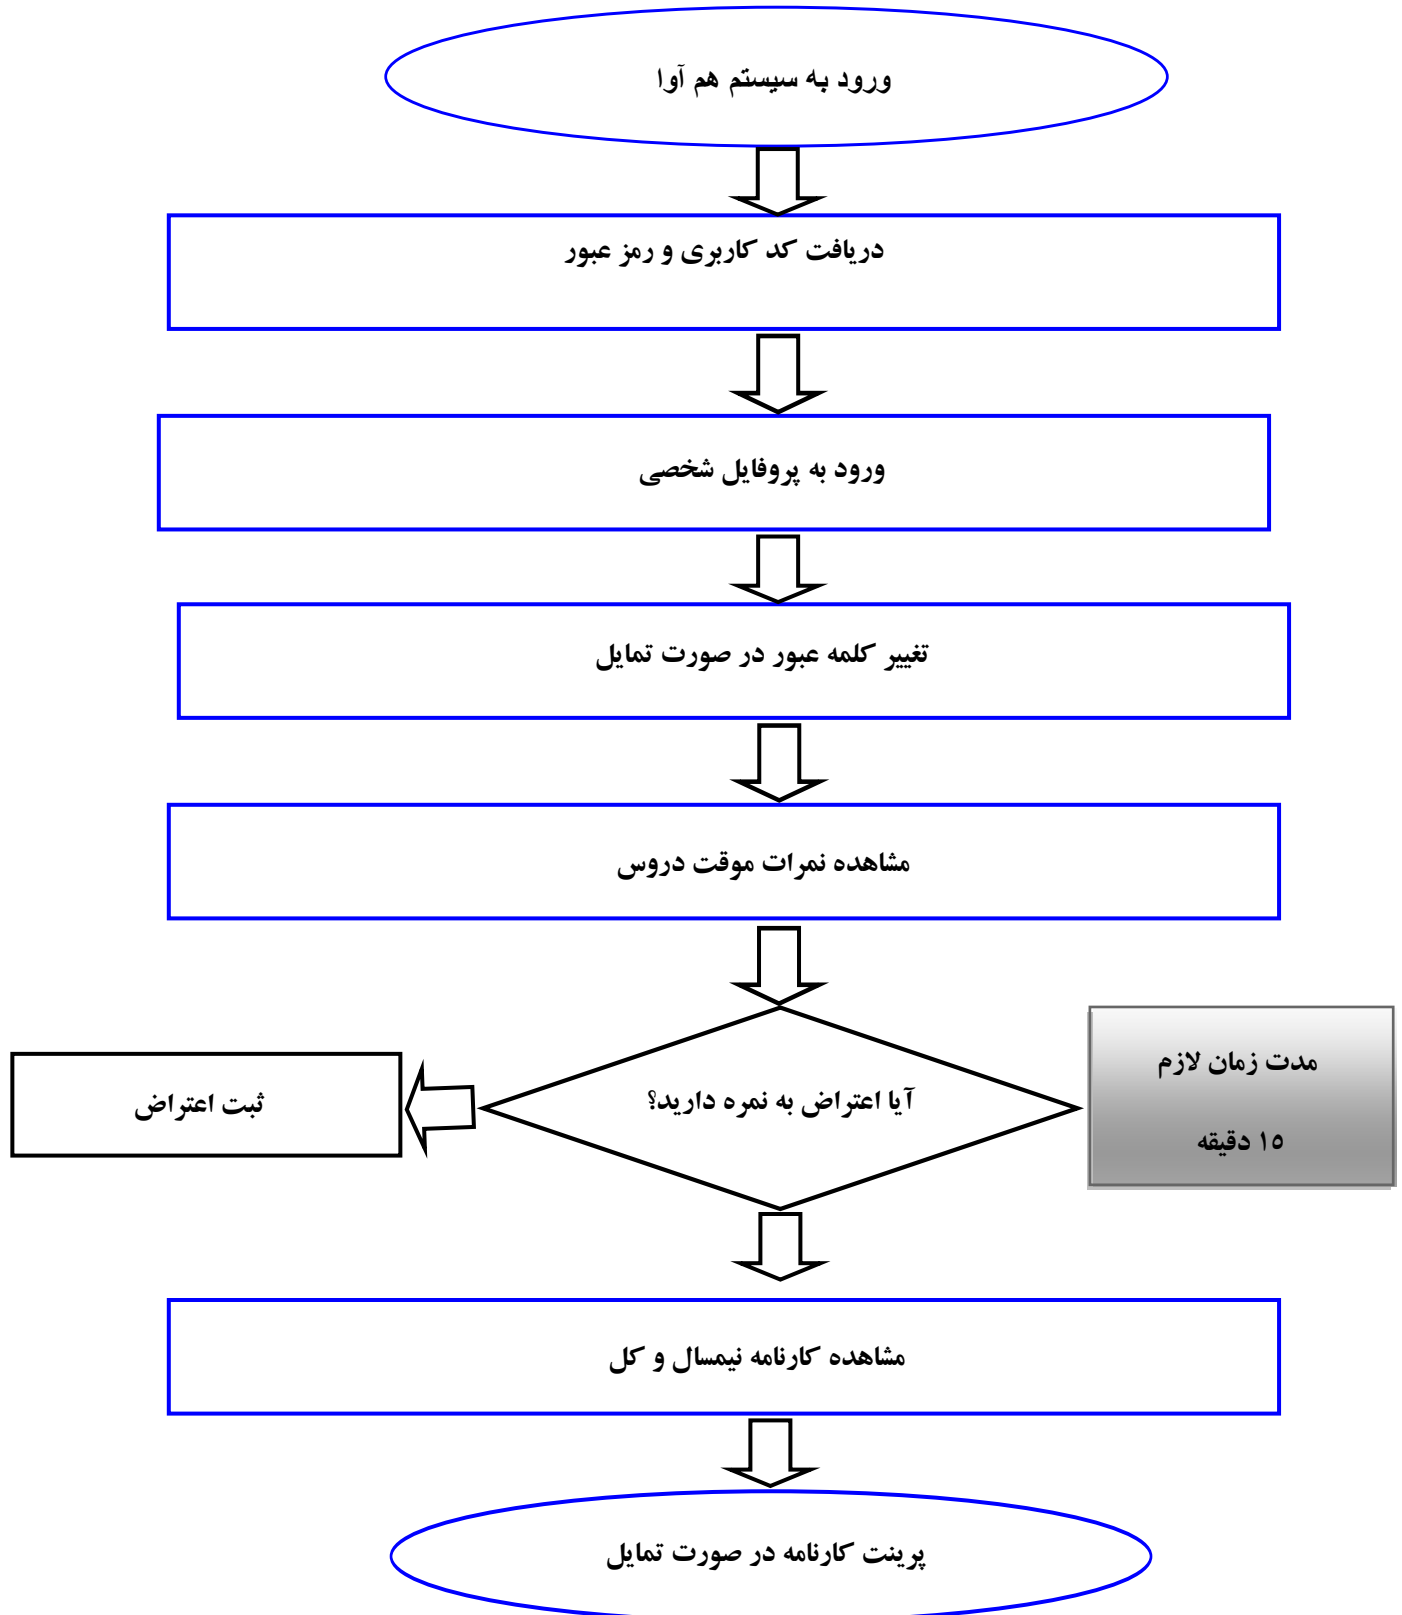 ورود به سیستم هم آوا
دریافت کد کاربری و رمز عبور
ورود به پروفایل شخصی
تغییر کلمه عبور در صورت تمایل
مشاهده نمرات موقت دروس
مدت زمان لازم
۱۵ دقیقه
آیا اعتراض به نمره دارید؟
ثبت اعتراض
مشاهده کارنامه نیمسال و کل
پرینت کارنامه در صورت تمایل